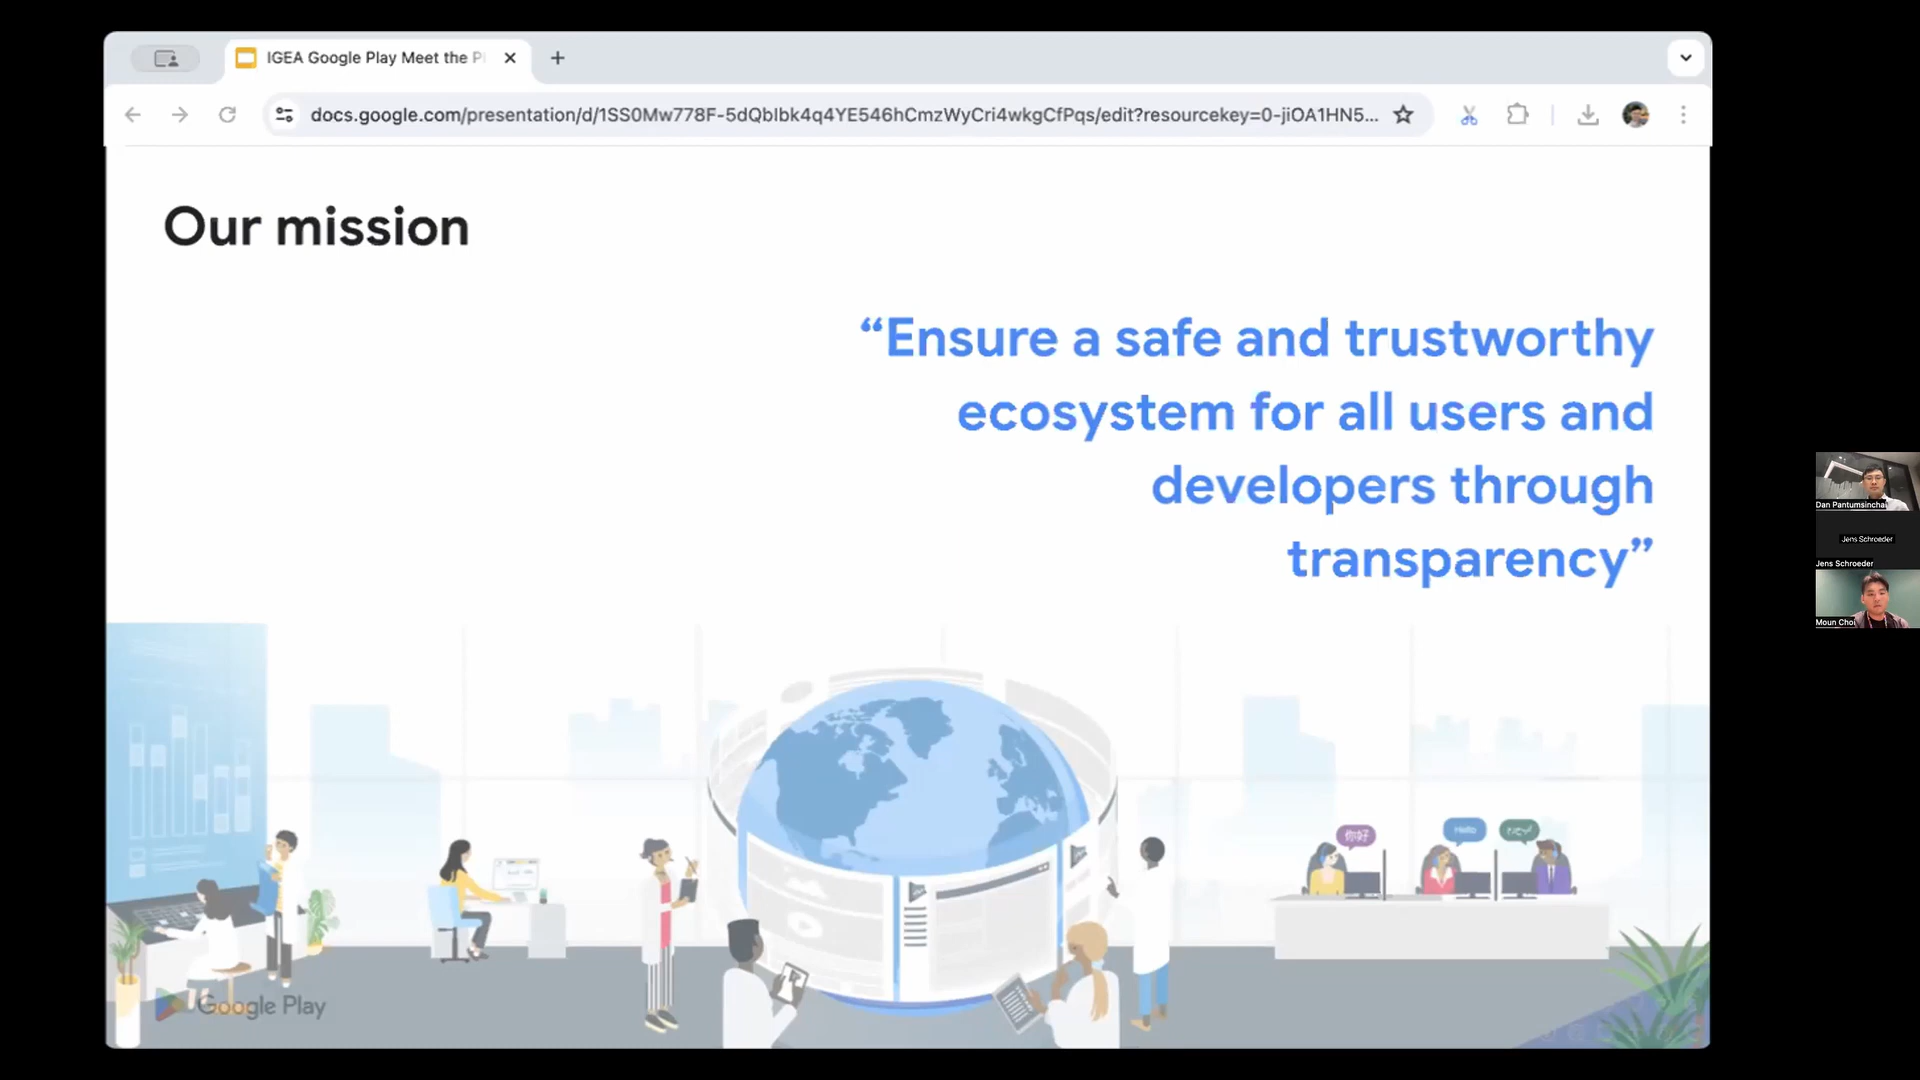 IGEA Google Play Meet the P
docs.google.com/presentation/d/1SS0Mw778F-5dQbIbk4q4YE546hCmzWyCri4wkgCfPqs/edit?resourcekey=0-jiOA1HN5...
Our mission
“Ensure a safe and trustworthy
ecosystem for all users and
developers through
transparency”
Dan Pantumsinchai
Jens Schroeder
Jens Schroeder
Moun Choi
你好
Hello
Google Play